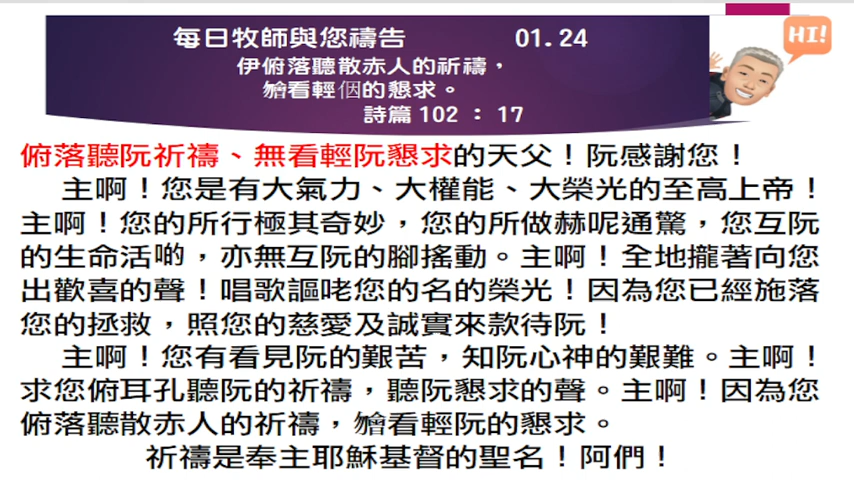 每日牧師與您禱告 01.24
HI!
伊俯落聽散赤人的祈禱，
𣍐看輕𪜶的懇求。
詩篇 102 : 17
俯落聽阮祈禱、無看輕阮懇求的天父！阮感謝您！
主啊！您是有大氣力、大權能、大榮光的至高上帝！
主啊！您的所行極其奇妙，您的所做赫呢通驚，您互阮
的生命活啲，亦無互阮的腳搖動。主啊！全地攏著向您
出歡喜的聲！唱歌謳咾您的名的榮光！因為您已經施落
您的拯救，照您的慈愛及誠實來款待阮！
主啊！您有看見阮的艱苦，知阮心神的艱難。主啊！
求您俯耳孔聽阮的祈禱，聽阮懇求的聲。主啊！因為您
俯落聽散赤人的祈禱，𣍐看輕阮的懇求。
祈禱是奉主耶穌基督的聖名！阿們！